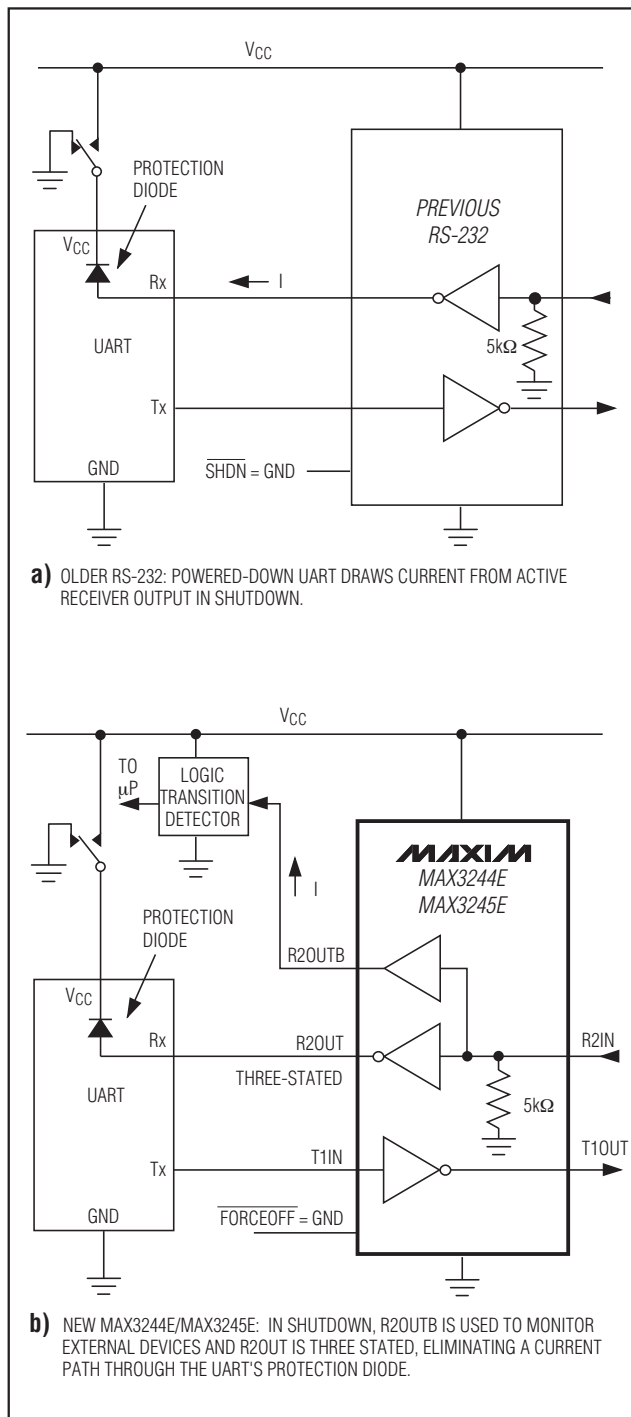 VCC
PROTECTION
DIODE
PREVIOUS
RS-232
VCC
Rx
I
5kΩ
UART
Tx
GND
SHDN = GND
a) OLDER RS-232: POWERED-DOWN UART DRAWS CURRENT FROM ACTIVE
RECEIVER OUTPUT IN SHUTDOWN.
VCC
TO
μP
LOGIC
TRANSITION
DETECTOR
MAXIM
MAX3244E
MAX3245E
I
PROTECTION
DIODE
R2OUTB
VCC
Rx
R2OUT
R2IN
THREE-STATED
UART
5kΩ
Tx
T1IN
T1OUT
GND
FORCEOFF = GND
b) NEW MAX3244E/MAX3245E: IN SHUTDOWN, R2OUTB IS USED TO MONITOR
EXTERNAL DEVICES AND R2OUT IS THREE STATED, ELIMINATING A CURRENT
PATH THROUGH THE UART'S PROTECTION DIODE.